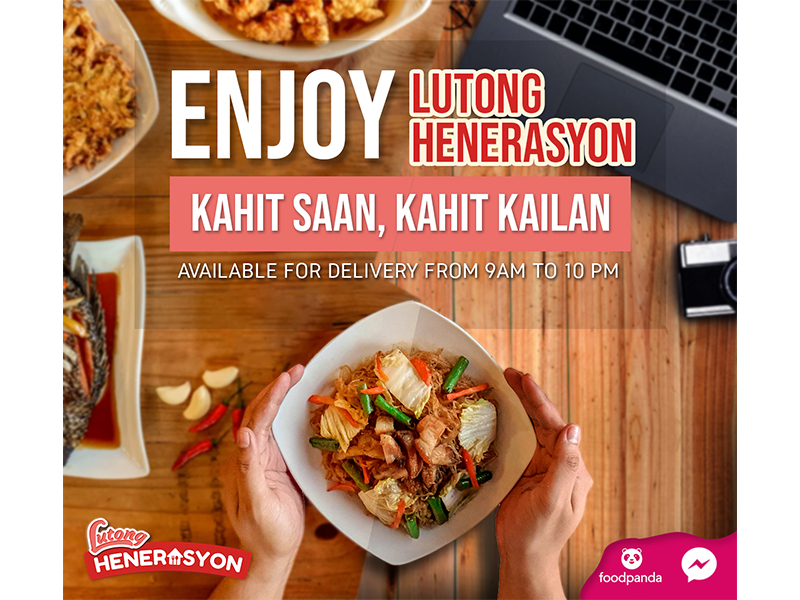 ENJOY
LUTONG
HENERASYON
KAHIT SAAN, KAHIT KAILAN
AVAILABLE FOR DELIVERY FROM 9AM TO 10 PM
Lutong
HENERASYON
foodpanda